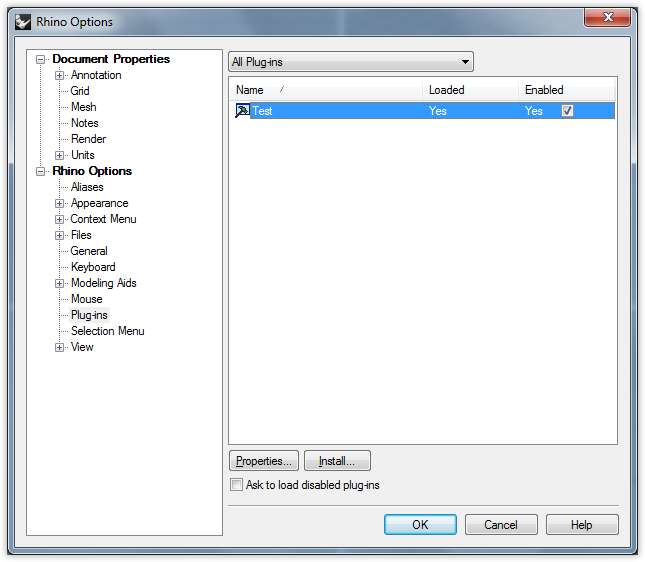 Rhino Options
Document Properties
Annotation
Grid
Mesh
Notes
Render
Units
Rhino Options
Aliases
Appearance
Context Menu
Files
General
Keyboard
Modeling Aids
Mouse
Plug-ins
Selection Menu
View
All Plug-ins
Name Loaded Enabled
Test Yes Yes
Properties... Install...
Ask to load disabled plug-ins
OK Cancel Help